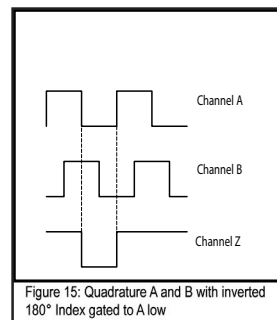 Channel A
Channel B
Channel Z
Figure 15: Quadrature A and B with inverted
180° Index gated to A low